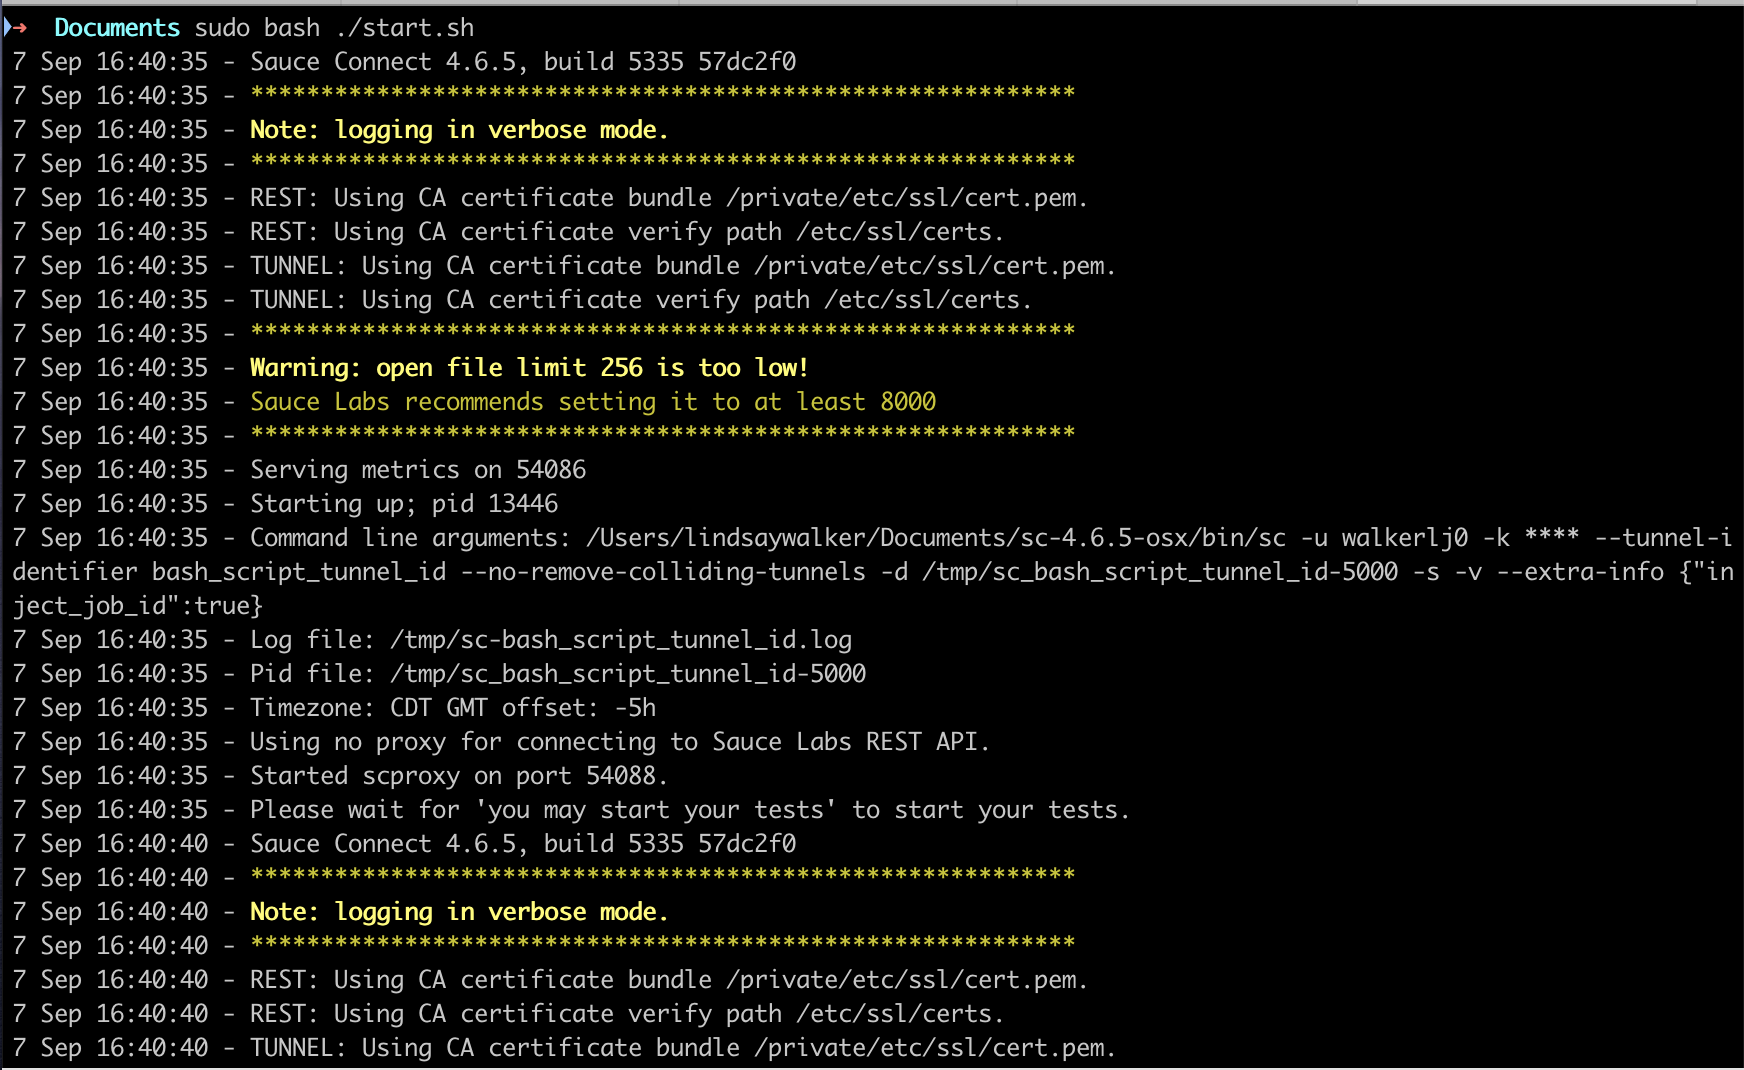 → Documents sudo bash ./start.sh
7 Sep 16:40:35 - Sauce Connect 4.6.5, build 5335 57dc2f0
7 Sep 16:40:35 - ***********************************************************
7 Sep 16:40:35 - Note: logging in verbose mode.
7 Sep 16:40:35 - ***********************************************************
7 Sep 16:40:35 - REST: Using CA certificate bundle /private/etc/ssl/cert.pem.
7 Sep 16:40:35 - REST: Using CA certificate verify path /etc/ssl/certs.
7 Sep 16:40:35 - TUNNEL: Using CA certificate bundle /private/etc/ssl/cert.pem.
7 Sep 16:40:35 - TUNNEL: Using CA certificate verify path /etc/ssl/certs.
7 Sep 16:40:35 - ***********************************************************
7 Sep 16:40:35 - Warning: open file limit 256 is too low!
7 Sep 16:40:35 - Sauce Labs recommends setting it to at least 8000
7 Sep 16:40:35 - ***********************************************************
7 Sep 16:40:35 - Serving metrics on 54086
7 Sep 16:40:35 - Starting up; pid 13446
7 Sep 16:40:35 - Command line arguments: /Users/lindsaywalker/Documents/sc-4.6.5-osx/bin/sc -u walkerlj0 -k **** --tunnel-i
dentifier bash_script_tunnel_id --no-remove-colliding-tunnels -d /tmp/sc_bash_script_tunnel_id-5000 -s -v --extra-info {"in
ject_job_id":true}
7 Sep 16:40:35 - Log file: /tmp/sc-bash_script_tunnel_id.log
7 Sep 16:40:35 - Pid file: /tmp/sc_bash_script_tunnel_id-5000
7 Sep 16:40:35 - Timezone: CDT GMT offset: -5h
7 Sep 16:40:35 - Using no proxy for connecting to Sauce Labs REST API.
7 Sep 16:40:35 - Started scproxy on port 54088.
7 Sep 16:40:35 - Please wait for 'you may start your tests' to start your tests.
7 Sep 16:40:40 - Sauce Connect 4.6.5, build 5335 57dc2f0
7 Sep 16:40:40 - ***********************************************************
7 Sep 16:40:40 - Note: logging in verbose mode.
7 Sep 16:40:40 - ***********************************************************
7 Sep 16:40:40 - REST: Using CA certificate bundle /private/etc/ssl/cert.pem.
7 Sep 16:40:40 - REST: Using CA certificate verify path /etc/ssl/certs.
7 Sep 16:40:40 - TUNNEL: Using CA certificate bundle /private/etc/ssl/cert.pem.